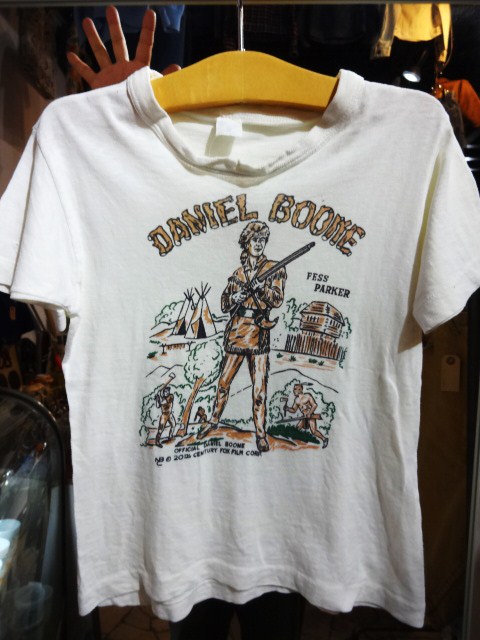 DANIEL BOONE
FESS
PARKER
OFFICIAL DANIEL BOONE
© 20th CENTURY FOX FILM CORP.